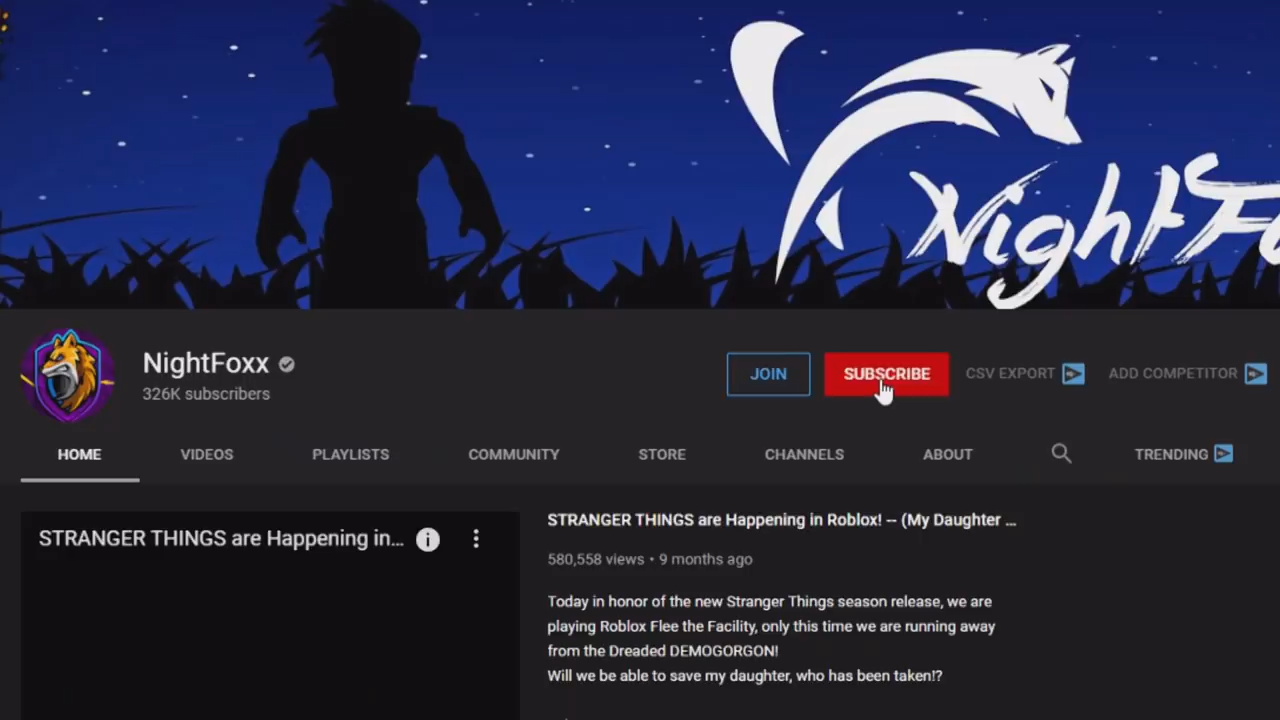 NightFo
NightFoxx
326K subscribers
JOIN
SUBSCRIBE
CSV EXPORT
ADD COMPETITOR
HOME
VIDEOS
PLAYLISTS
COMMUNITY
STORE
CHANNELS
ABOUT
TRENDING
STRANGER THINGS are Happening in...
STRANGER THINGS are Happening in Roblox! -- (My Daughter ...
580,558 views • 9 months ago
Today in honor of the new Stranger Things season release, we are
playing Roblox Flee the Facility, only this time we are running away
from the Dreaded DEMOGORGON!
Will we be able to save my daughter, who has been taken!?